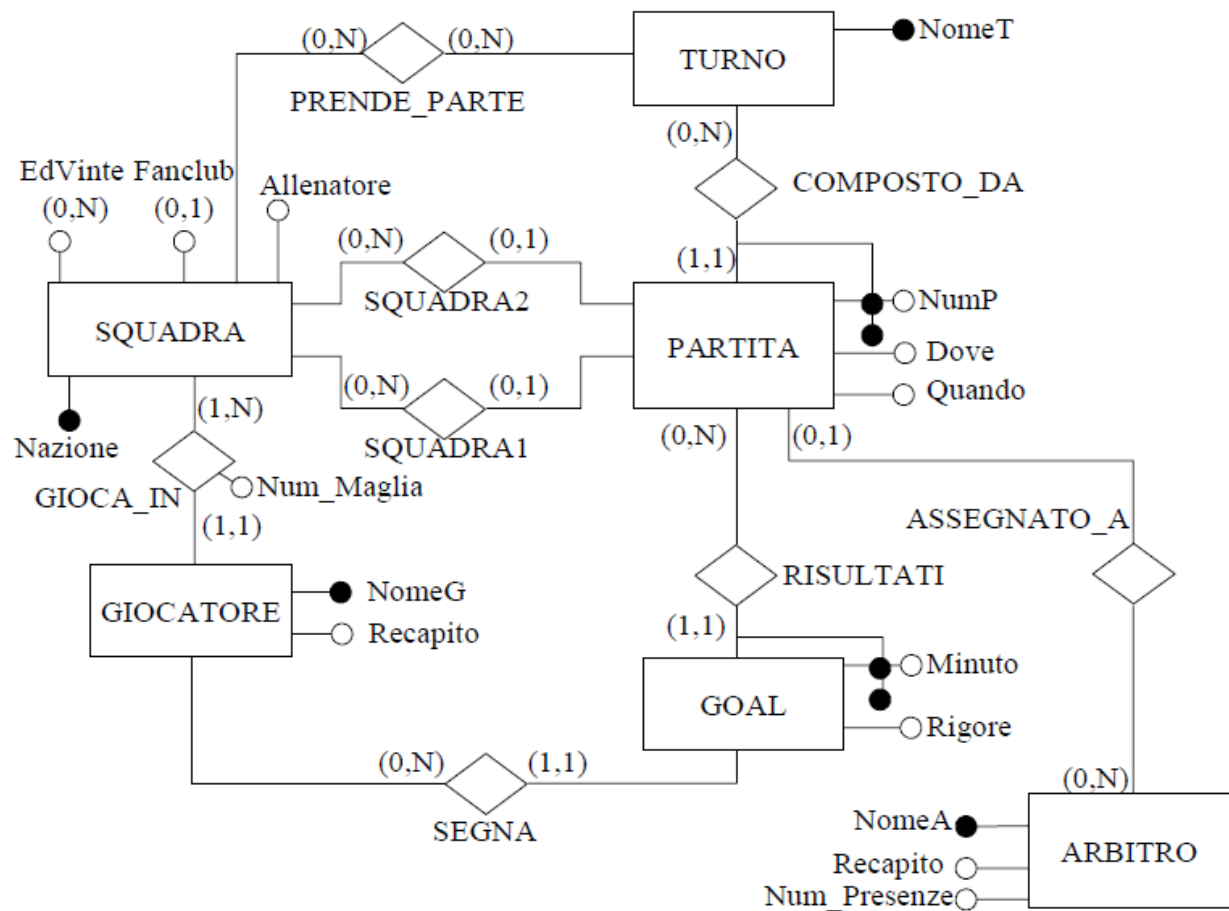 (0,N) (0,N) TURNO NomeT
PRENDE_PARTE
(0,N)
EdVinte Fanclub Allenatore
(0,N) (0,1)
COMPOSTO_DA
(0,N) (0,1) (1,1)
SQUADRA2 NumP
SQUADRA PARTITA Dove
(0,N) (0,1) Quando
(1,N) (0,N) (0,1)
Nazione SQUADRA1
GIOCA_IN Num_Maglia
(1,1) ASSEGNATO_A
RISULTATI
NomeG
GIOCATORE
Recapito (1,1)
Minuto
GOAL
Rigore
(0,N) (1,1) (0,N)
SEGNA NomeA
ARBITRO
Recapito
Num_Presenze